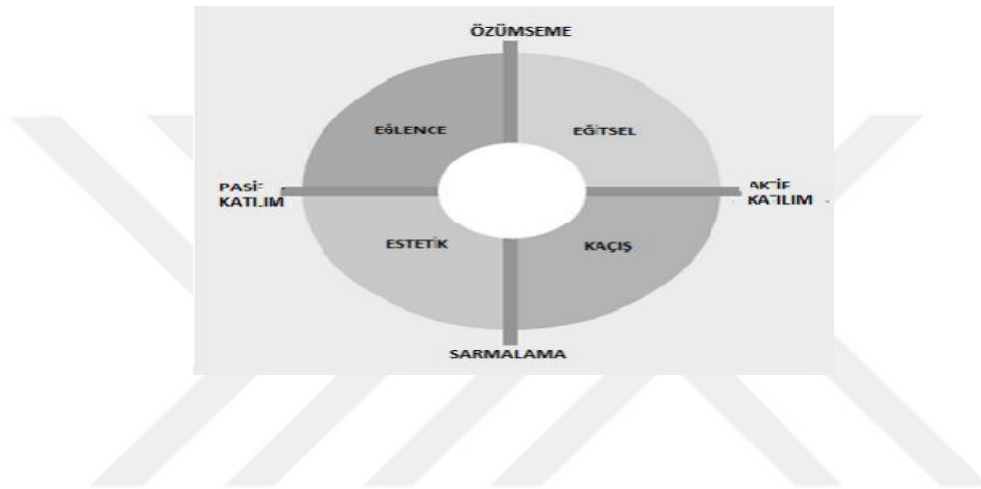 ÖZÜMSEME
EĞLENCE
EĞİTSEL
PASİF
KATILIM
AKTİF
KATILIM
ESTETİK
KAÇIŞ
SARMALAMA